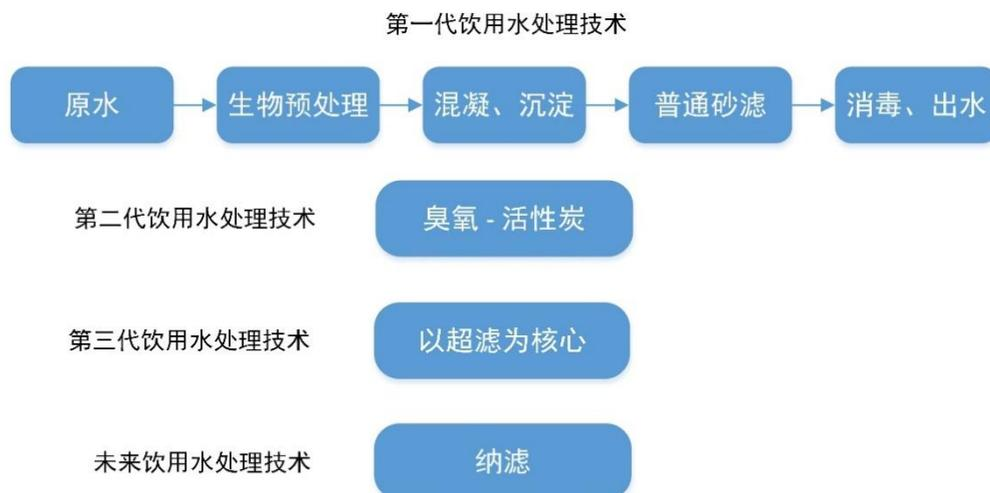 第一代饮用水处理技术
原水
生物预处理
混凝、沉淀
普通砂滤
消毒、出水
第二代饮用水处理技术
臭氧 - 活性炭
第三代饮用水处理技术
以超滤为核心
未来饮用水处理技术
纳滤